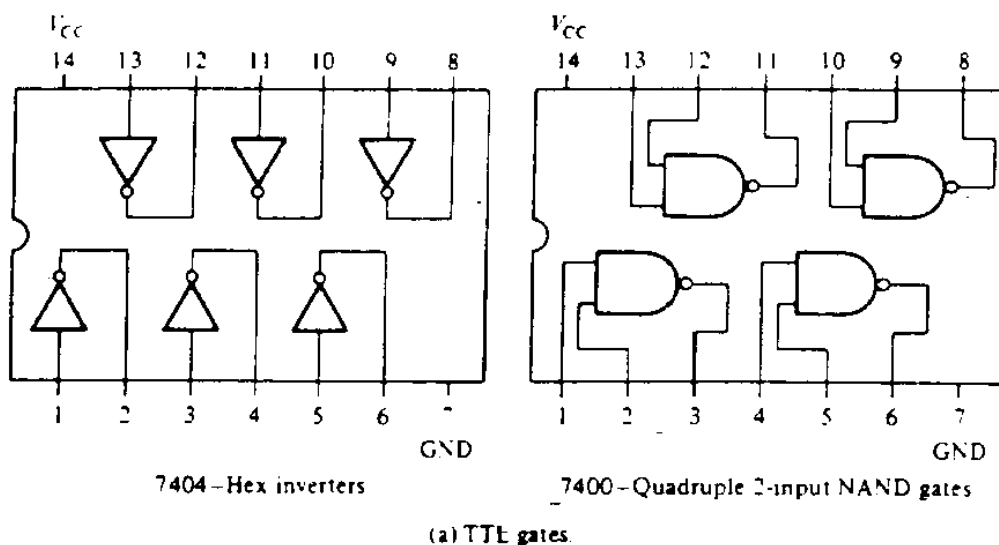 VCC VCC
14 13 12 11 10 9 8 14 13 12 11 10 9 8
1 2 3 4 5 6 7 1 2 3 4 5 6 7
GND GND
7404–Hex inverters 7400–Quadruple 2-input NAND gates
(a) TTL gates.